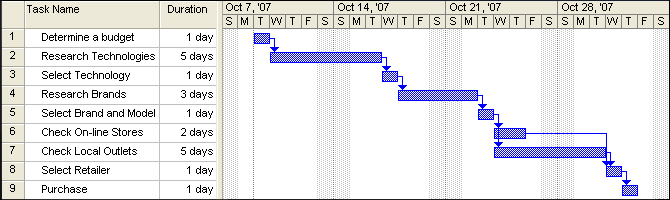 Task Name Duration Oct 7, '07 Oct 14, '07 Oct 21, '07 Oct 28, '07
S M T W T F S S M T W T F S S M T W T F S S M T W T F S
1 Determine a budget 1 day
2 Research Technologies 5 days
3 Select Technology 1 day
4 Research Brands 3 days
5 Select Brand and Model 1 day
6 Check On-line Stores 2 days
7 Check Local Outlets 5 days
8 Select Retailer 1 day
9 Purchase 1 day